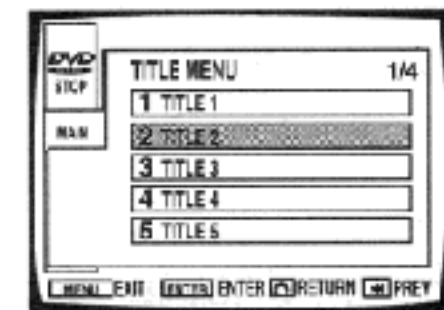 DVD
STOP
MAIN
TITLE MENU 1/4
1 TITLE 1
2 TITLE 2
3 TITLE 3
4 TITLE 4
5 TITLE 5
MENU EXIT ENTER ENTER RETURN PREV